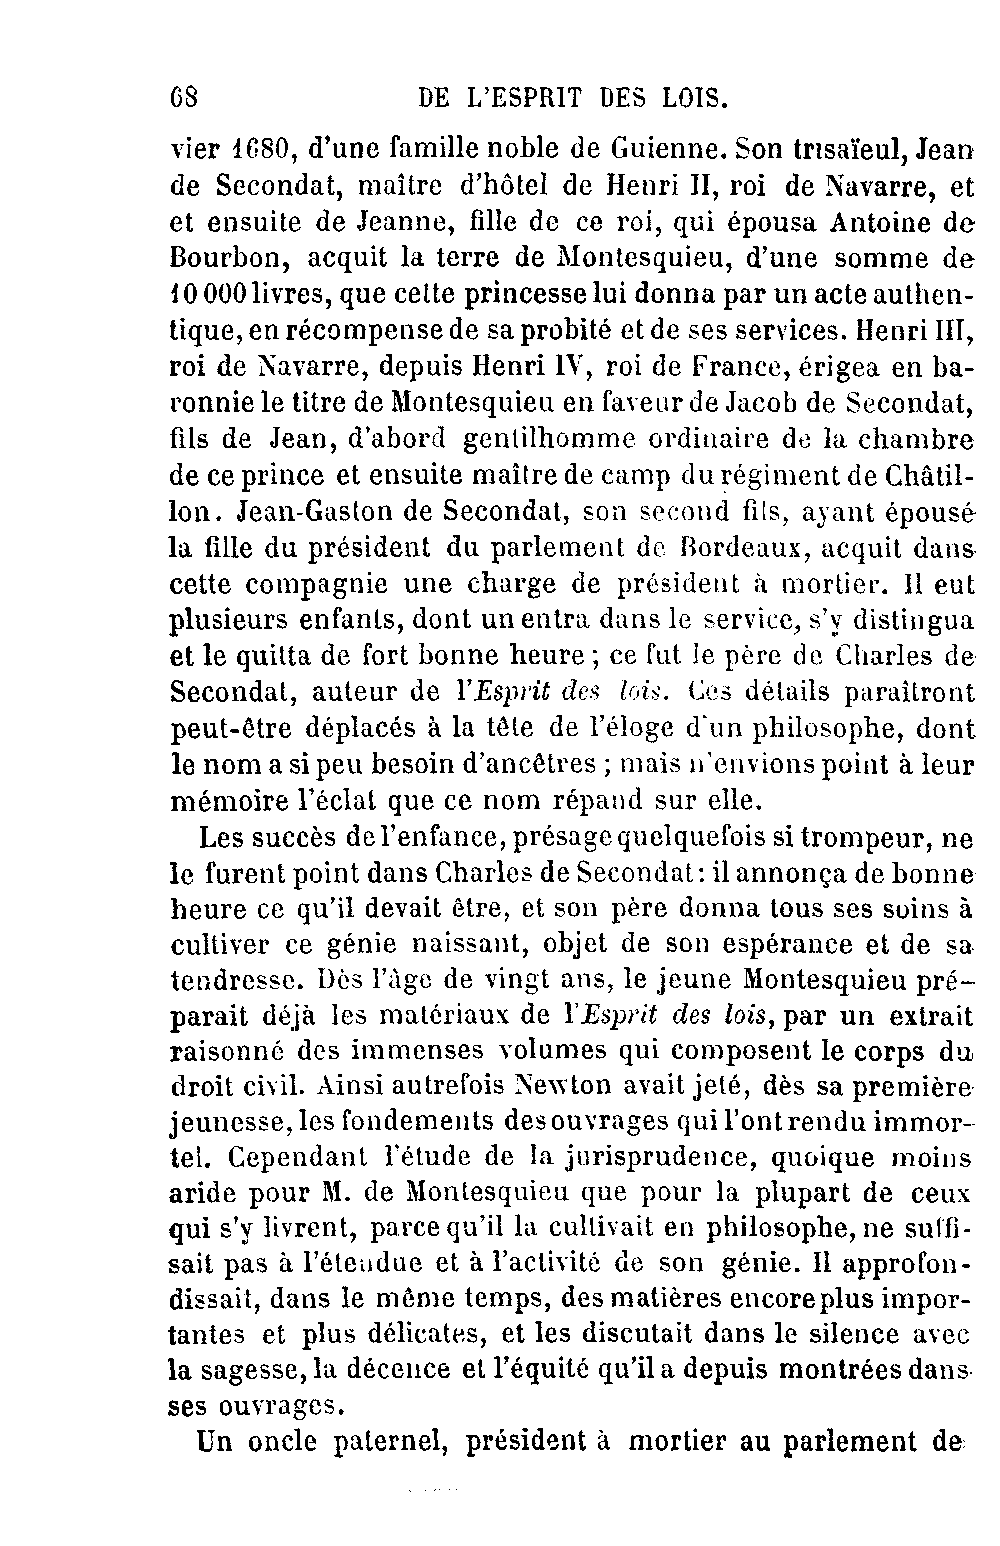 68 DE L'ESPRIT DES LOIS.
vier 1680, d'une famille noble de Guienne. Son trisaïeul, Jean
de Secondat, maître d'hôtel de Henri II, roi de Navarre, et
et ensuite de Jeanne, fille de ce roi, qui épousa Antoine de
Bourbon, acquit la terre de Montesquieu, d'une somme de
10 000 livres, que cette princesse lui donna par un acte authen-
tique, en récompense de sa probité et de ses services. Henri III,
roi de Navarre, depuis Henri IV, roi de France, érigea en ba-
ronnie le titre de Montesquieu en faveur de Jacob de Secondat,
fils de Jean, d'abord gentilhomme ordinaire de la chambre
de ce prince et ensuite maître de camp du régiment de Châtil-
lon. Jean-Gaston de Secondat, son second fils, ayant épousé
la fille du président du parlement de Bordeaux, acquit dans
cette compagnie une charge de président à mortier. Il eut
plusieurs enfants, dont un entra dans le service, s'y distingua
et le quitta de fort bonne heure ; ce fut le père de Charles de
Secondat, auteur de l'Esprit des lois. Ces détails paraîtront
peut-être déplacés à la tête de l'éloge d'un philosophe, dont
le nom a si peu besoin d'ancêtres ; mais n'envions point à leur
mémoire l'éclat que ce nom répand sur elle.
Les succès de l'enfance, présage quelquefois si trompeur, ne
le furent point dans Charles de Secondat : il annonça de bonne
heure ce qu'il devait être, et son père donna tous ses soins à
cultiver ce génie naissant, objet de son espérance et de sa
tendresse. Dès l'âge de vingt ans, le jeune Montesquieu pré-
parait déjà les matériaux de l'Esprit des lois, par un extrait
raisonné des immenses volumes qui composent le corps du
droit civil. Ainsi autrefois Newton avait jeté, dès sa première
jeunesse, les fondements des ouvrages qui l'ont rendu immor-
tel. Cependant l'étude de la jurisprudence, quoique moins
aride pour M. de Montesquieu que pour la plupart de ceux
qui s'y livrent, parce qu'il la cultivait en philosophe, ne suffi-
sait pas à l'étendue et à l'activité de son génie. Il approfon-
dissait, dans le même temps, des matières encore plus impor-
tantes et plus délicates, et les discutait dans le silence avec
la sagesse, la décence et l'équité qu'il a depuis montrées dans
ses ouvrages.
Un oncle paternel, président à mortier au parlement de